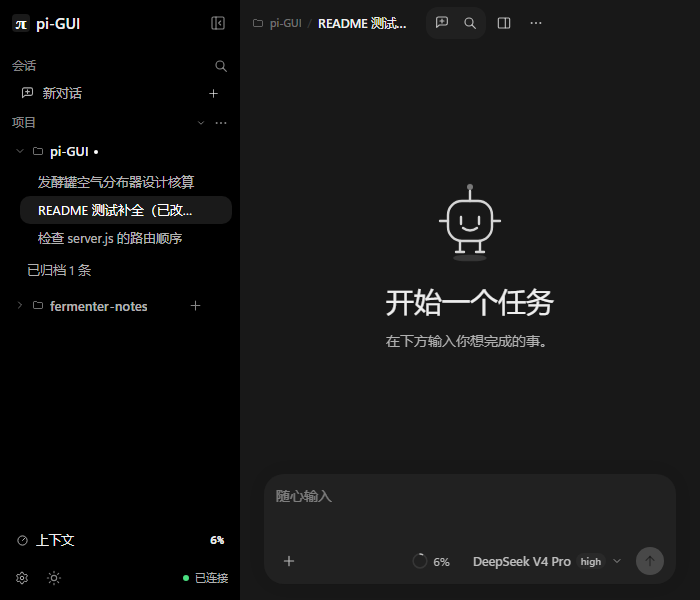 π pi-GUI
会话
新对话
项目
pi-GUI
发酵罐空气分布器设计核算
README 测试补全（已改...
检查 server.js 的路由顺序
已归档 1 条
fermenter-notes
上下文 6%
已连接
pi-GUI / README 测试...
开始一个任务
在下方输入你想完成的事。
随心输入
6% DeepSeek V4 Pro high